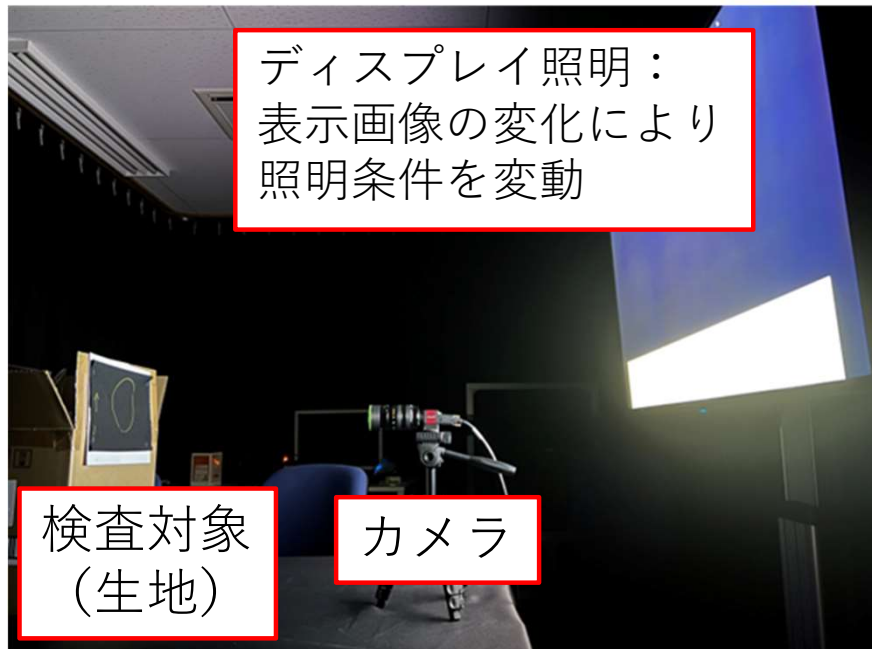 ディスプレイ照明：
表示画像の変化により
照明条件を変動
検査対象
（生地）
カメラ